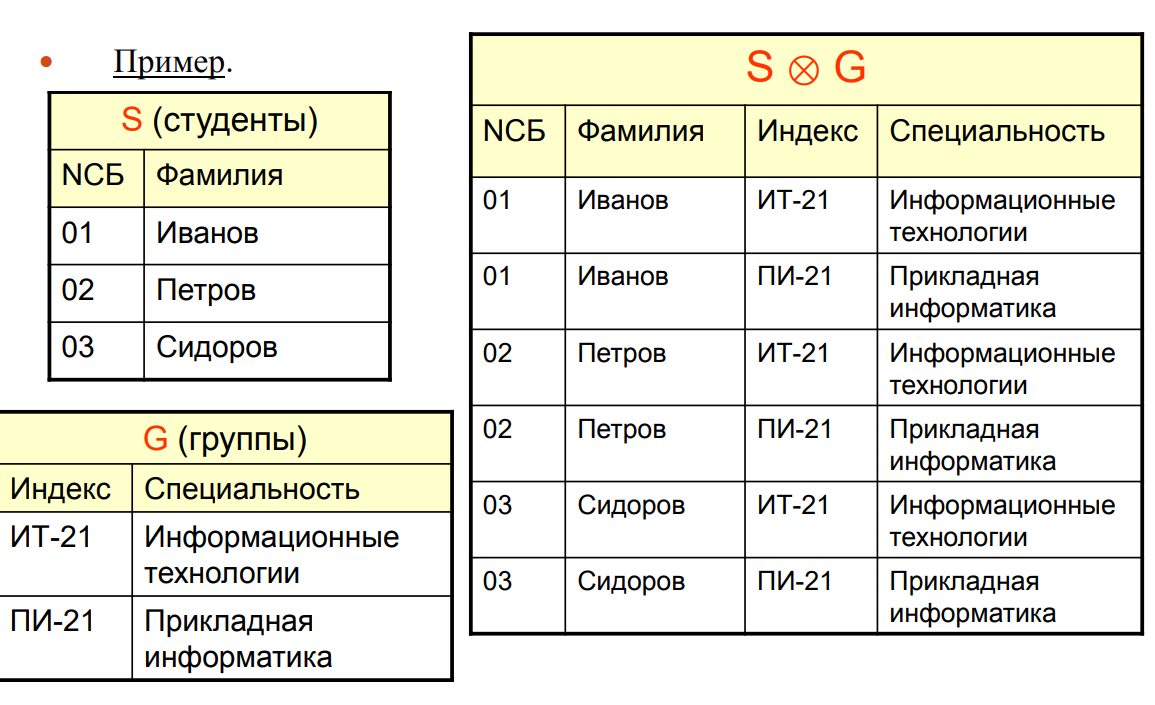 • Пример.
S (студенты)
NСБ Фамилия
01 Иванов
02 Петров
03 Сидоров
G (группы)
Индекс Специальность
ИТ-21 Информационные
технологии
ПИ-21 Прикладная
информатика
S ⊗ G
NСБ Фамилия Индекс Специальность
01 Иванов ИТ-21 Информационные
технологии
01 Иванов ПИ-21 Прикладная
информатика
02 Петров ИТ-21 Информационные
технологии
02 Петров ПИ-21 Прикладная
информатика
03 Сидоров ИТ-21 Информационные
технологии
03 Сидоров ПИ-21 Прикладная
информатика